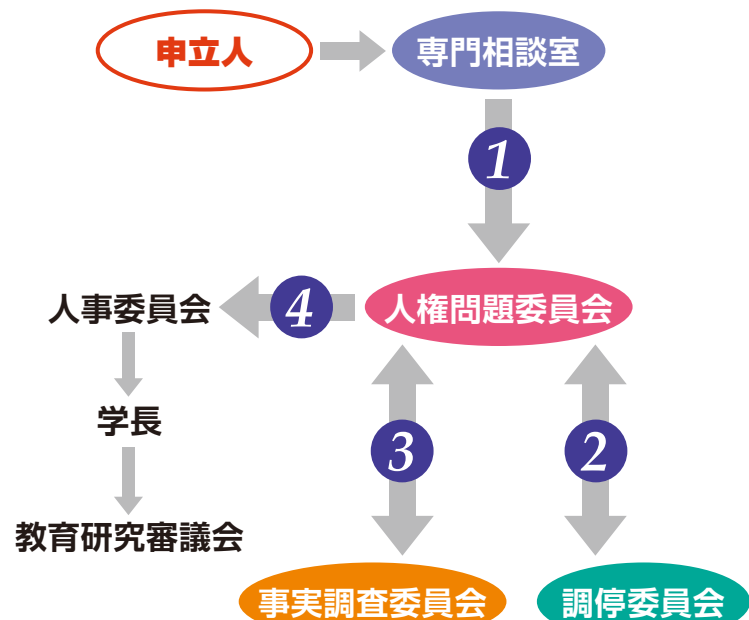 申立人
専門相談室
1
人事委員会
4
人権問題委員会
学長
3
2
教育研究審議会
事実調査委員会
調停委員会